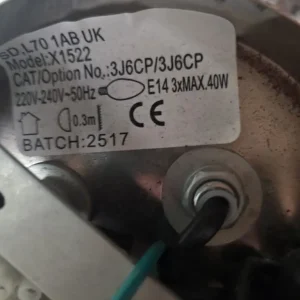 SD, L70 1AB UK
Model:X1522
CAT/Option No.:3J6CP/3J6CP
220V-240V~50Hz E14 3xMAX.40W
0.3m CE
BATCH:2517